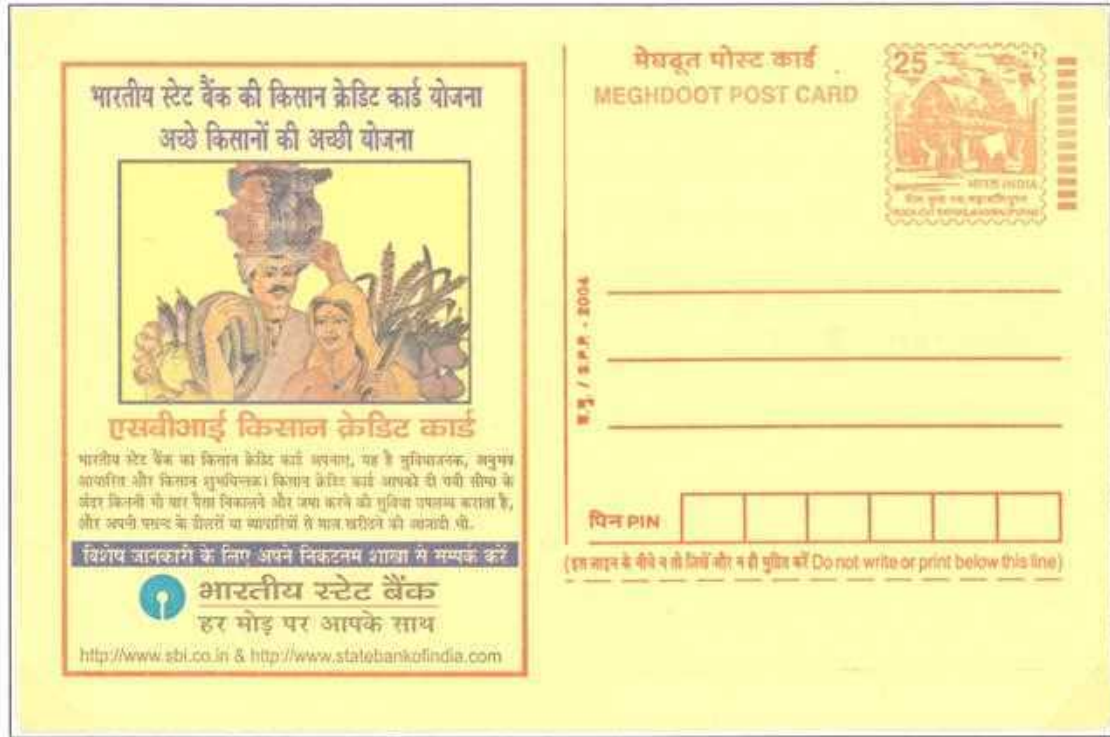 भारतीय स्टेट बैंक की किसान क्रेडिट कार्ड योजना
अच्छे किसानों की अच्छी योजना
एसबीआई किसान क्रेडिट कार्ड
भारतीय स्टेट बैंक का किसान क्रेडिट कार्ड अपनाए, यह है सुविधाजनक, अनुभव
आधारित और किसान शुभचिन्तक। किसान क्रेडिट कार्ड आपको दी गयी सीमा के
अंदर कितनी भी बार पैसा निकालने और जमा करने की सुविधा उपलब्ध कराता है,
और अपनी पसन्द के डीलरों या व्यापारियों से माल खरीदने की आजादी भी.
विशेष जानकारी के लिए अपने निकटतम शाखा से सम्पर्क करें
भारतीय स्टेट बैंक
हर मोड़ पर आपके साथ
http://www.sbi.co.in & http://www.statebankofindia.com
मेघदूत पोस्ट कार्ड
MEGHDOOT POST CARD
25
भारत INDIA
ROCK-CUT
S.P.P. - 2004
पिन PIN
(इस लाइन के नीचे न तो लिखें और न ही मुद्रित करें Do not write or print below this line)